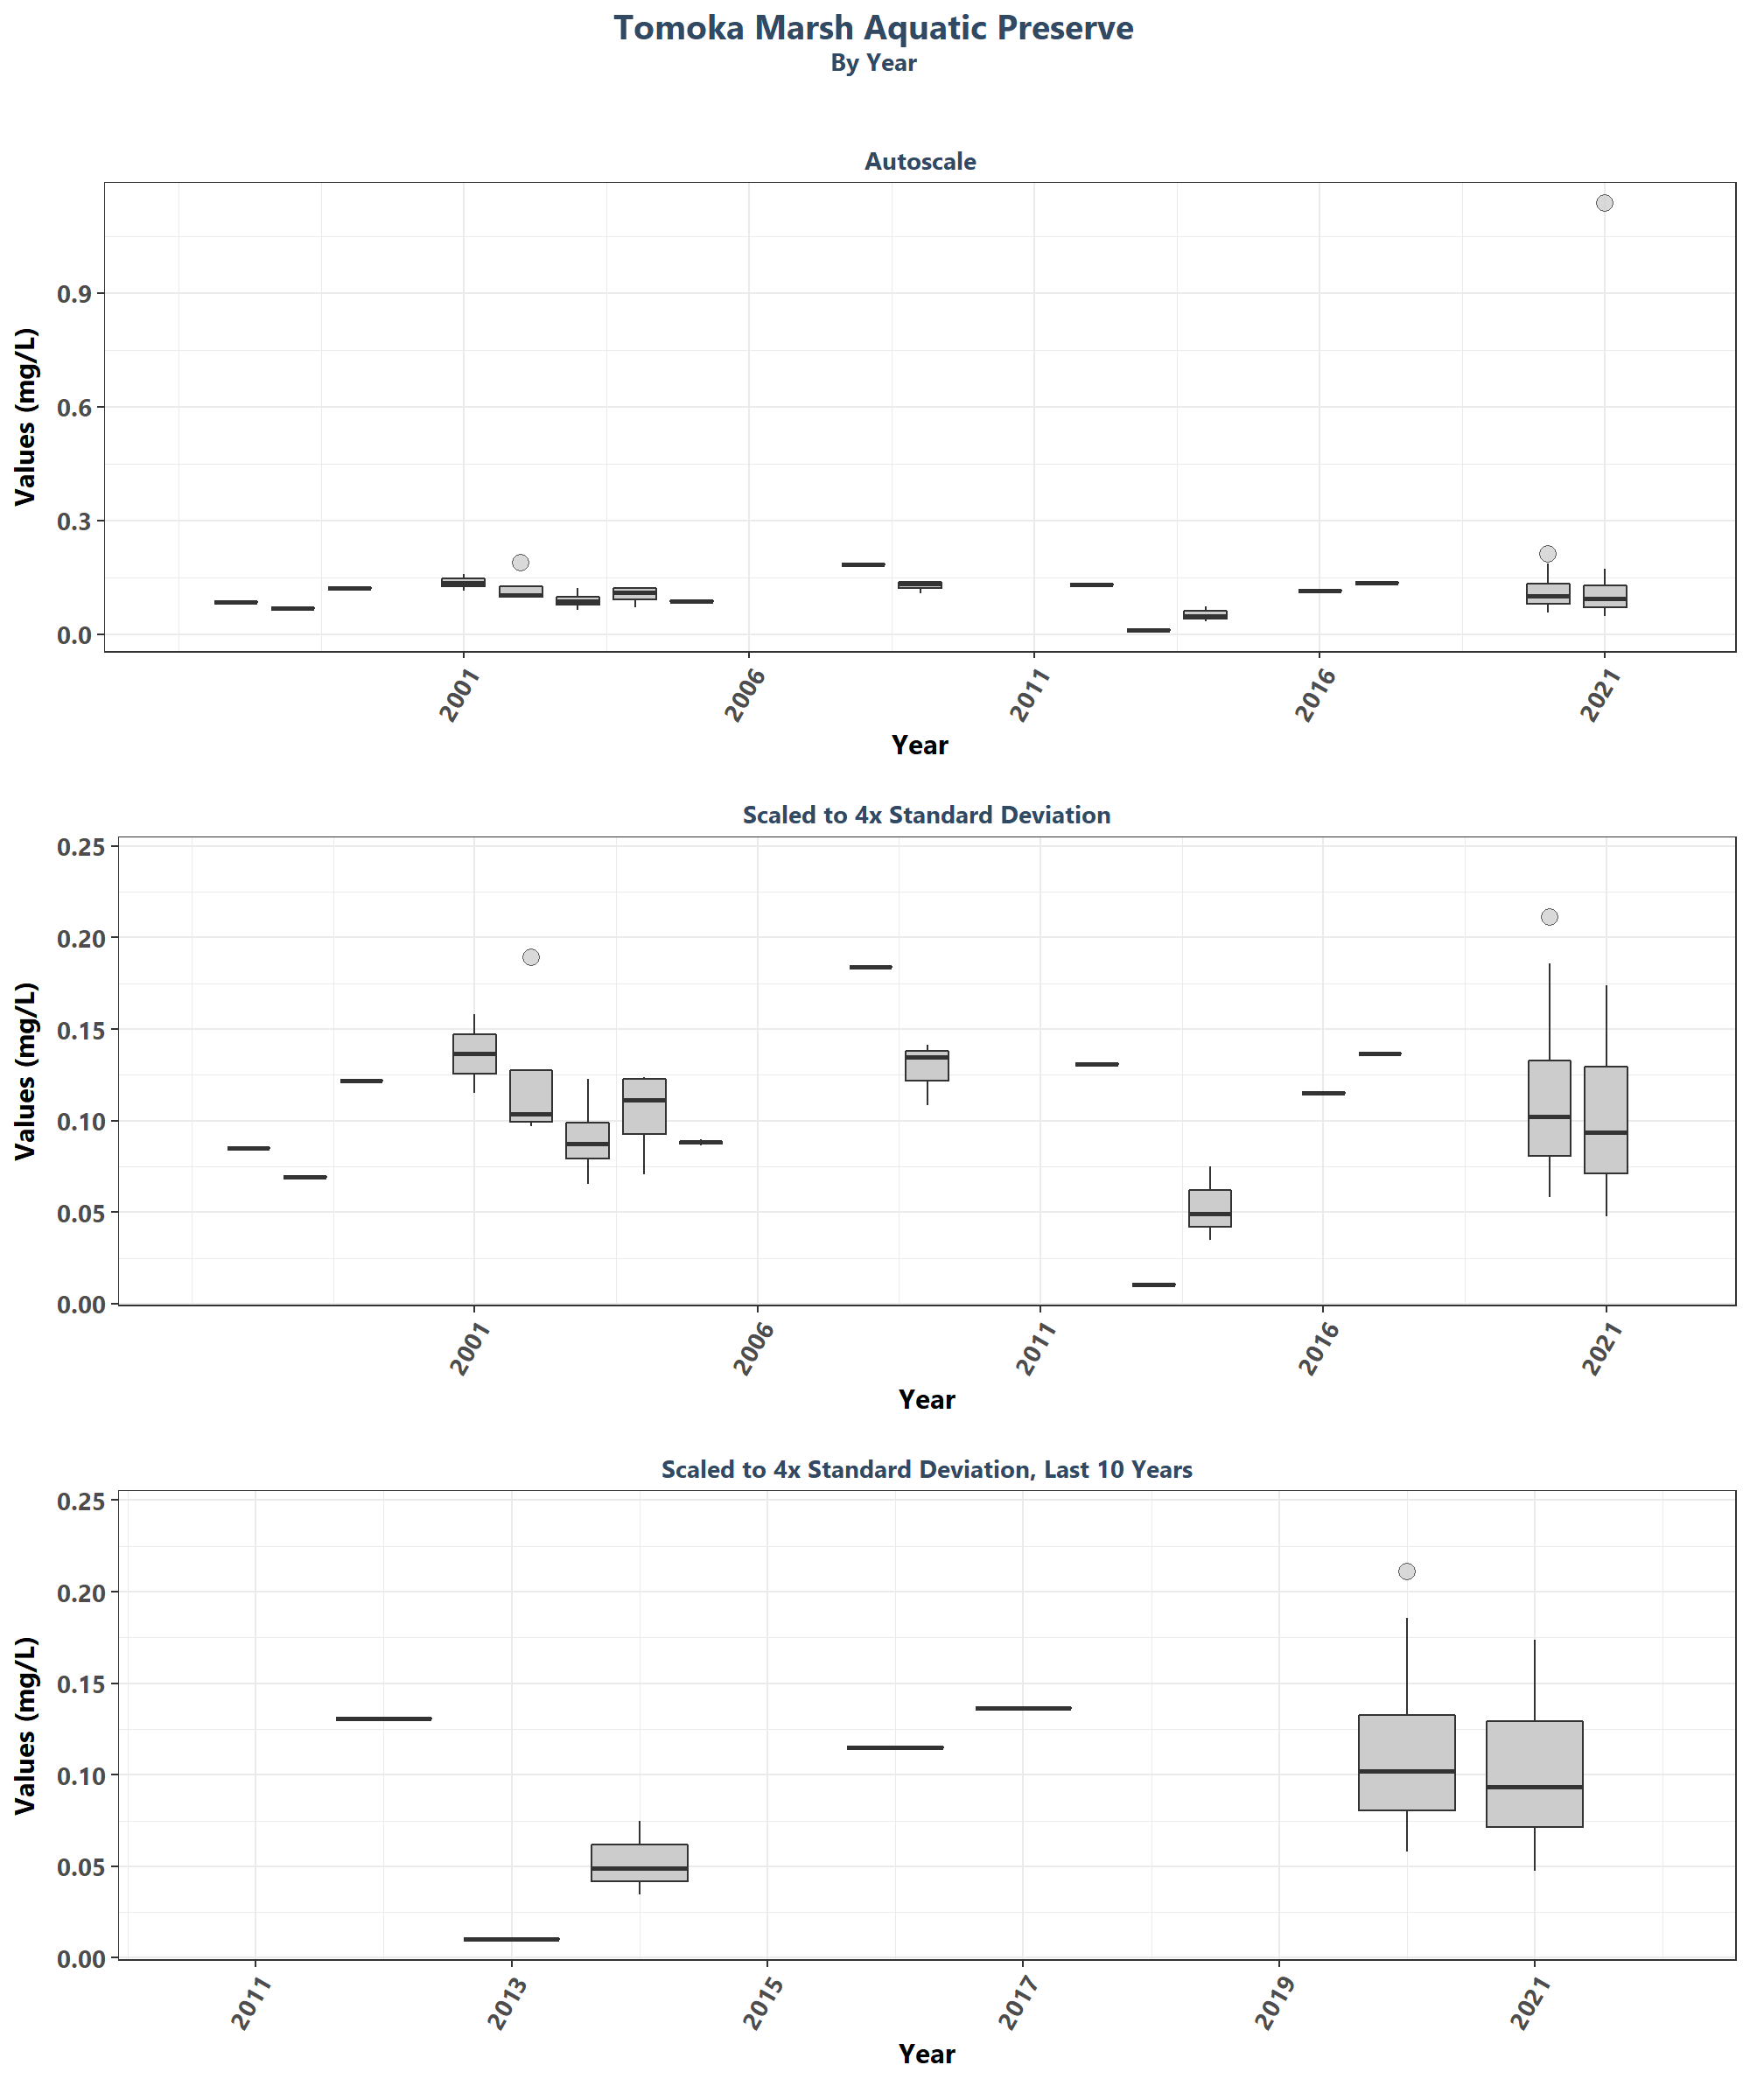 Tomoka Marsh Aquatic Preserve
By Year
Autoscale
Values (mg/L)
0.9
0.6
0.3
0.0
2001 2006 2011 2016 2021
Year
Scaled to 4x Standard Deviation
Values (mg/L)
0.25
0.20
0.15
0.10
0.05
0.00
2001 2006 2011 2016 2021
Year
Scaled to 4x Standard Deviation, Last 10 Years
Values (mg/L)
0.25
0.20
0.15
0.10
0.05
0.00
2011 2013 2015 2017 2019 2021
Year